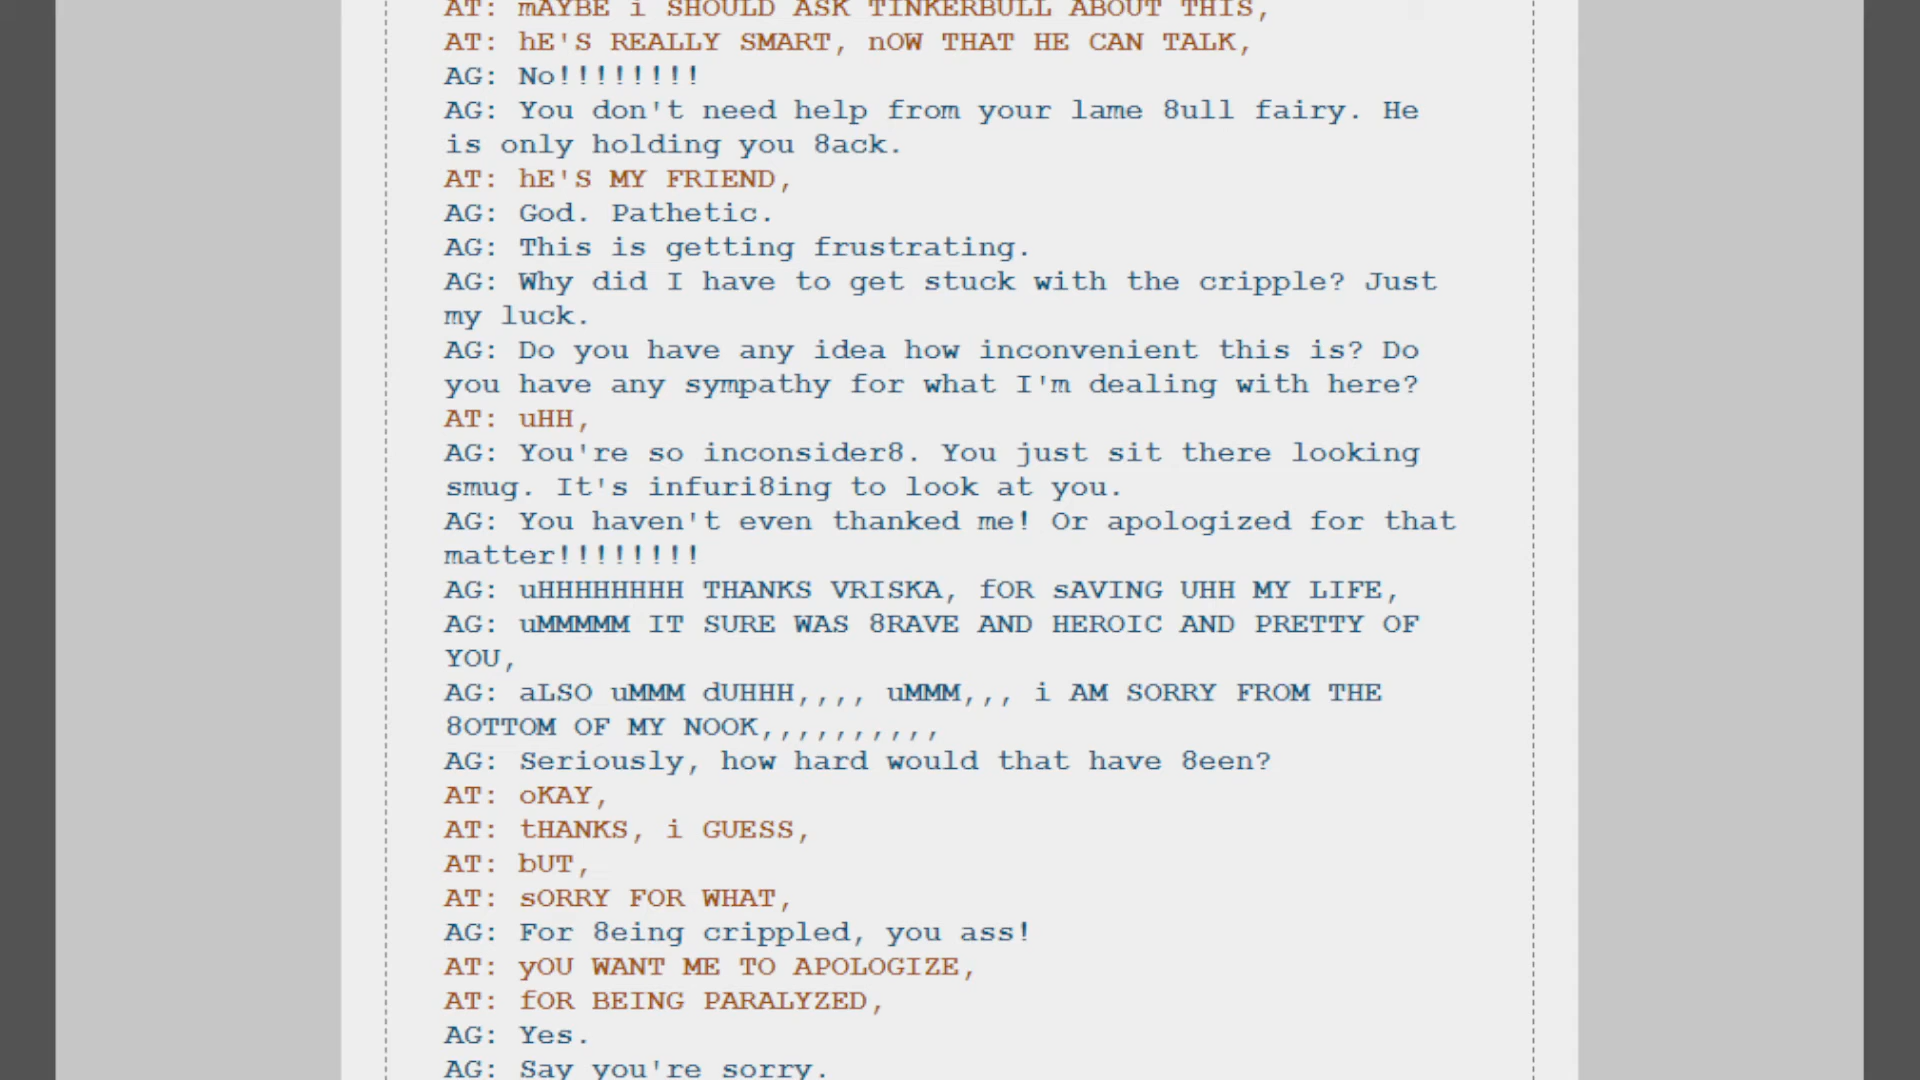 AT: mAYBE i SHOULD ASK TINKERBULL ABOUT THIS,
AT: hE'S REALLY SMART, nOW THAT HE CAN TALK,
AG: No!!!!!!!!
AG: You don't need help from your lame 8ull fairy. He
is only holding you 8ack.
AT: hE'S MY FRIEND,
AG: God. Pathetic.
AG: This is getting frustrating.
AG: Why did I have to get stuck with the cripple? Just
my luck.
AG: Do you have any idea how inconvenient this is? Do
you have any sympathy for what I'm dealing with here?
AT: uHH,
AG: You're so inconsider8. You just sit there looking
smug. It's infuri8ing to look at you.
AG: You haven't even thanked me! Or apologized for that
matter!!!!!!!!
AG: uHHHHHHHH THANKS VRISKA, fOR sAVING UHH MY LIFE,
AG: uMMMMM IT SURE WAS 8RAVE AND HEROIC AND PRETTY OF
YOU,
AG: aLSO uMMM dUHHH,,,, uMMM,,, i AM SORRY FROM THE
8OTTOM OF MY NOOK,,,,,,,,,,
AG: Seriously, how hard would that have 8een?
AT: oKAY,
AT: tHANKS, i GUESS,
AT: bUT,
AT: sORRY FOR WHAT,
AG: For 8eing crippled, you ass!
AT: yOU WANT ME TO APOLOGIZE,
AT: fOR BEING PARALYZED,
AG: Yes.
AG: Say you're sorry.